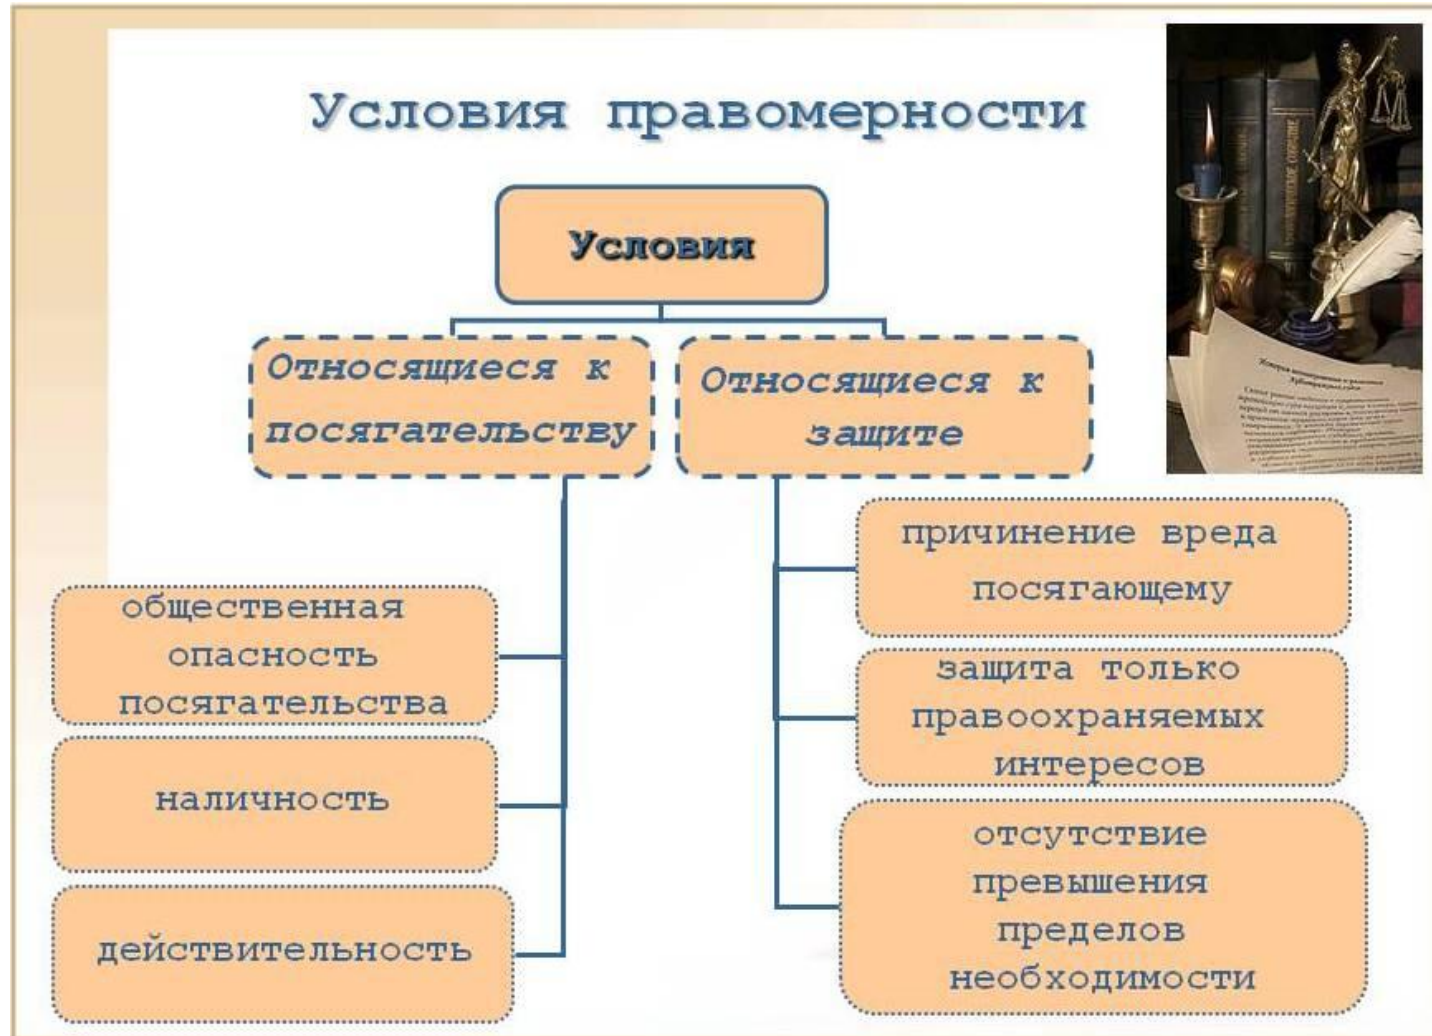 Условия правомерности
Условия
Относящиеся к
посягательству
Относящиеся к
защите
общественная
опасность
посягательства
наличность
действительность
причинение вреда
посягающему
защита только
правоохраняемых
интересов
отсутствие
превышения
пределов
необходимости